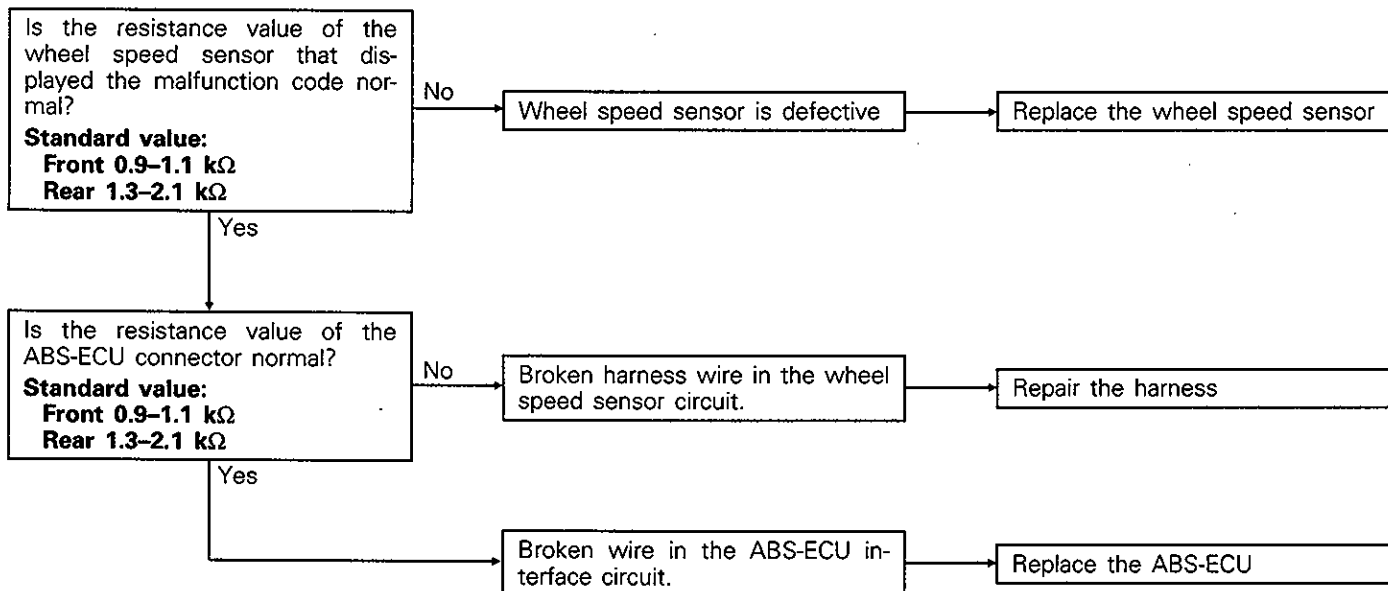 Is the resistance value of the
wheel speed sensor that dis-
played the malfunction code nor-
mal?
Standard value:
Front 0.9–1.1 kΩ
Rear 1.3–2.1 kΩ
No
Wheel speed sensor is defective
Replace the wheel speed sensor
Yes
Is the resistance value of the
ABS-ECU connector normal?
Standard value:
Front 0.9–1.1 kΩ
Rear 1.3–2.1 kΩ
No
Broken harness wire in the wheel
speed sensor circuit.
Repair the harness
Yes
Broken wire in the ABS-ECU in-
terface circuit.
Replace the ABS-ECU